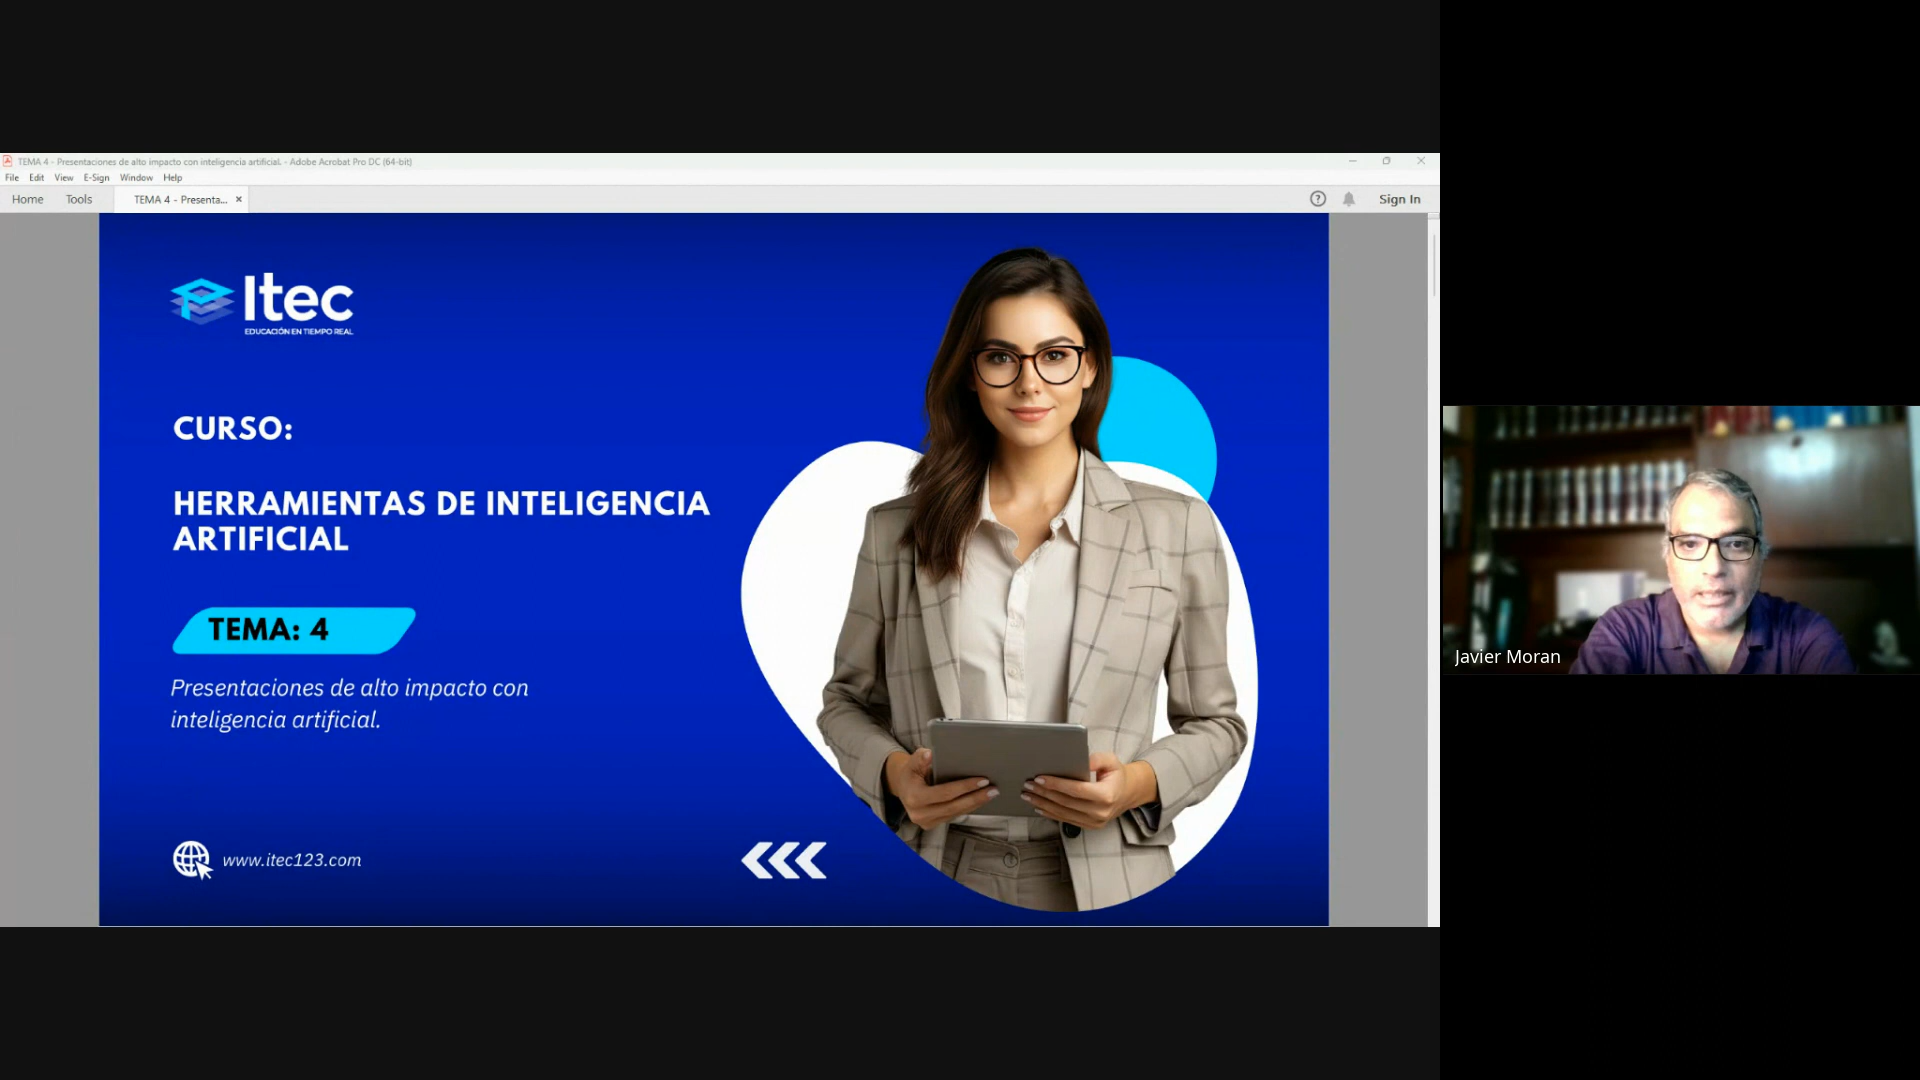 TEMA 4 - Presentaciones de alto impacto con inteligencia artificial. - Adobe Acrobat Pro DC (64-bit)
File Edit View E-Sign Window Help
Home Tools TEMA 4 - Presenta... × Sign In
Itec
EDUCACIÓN EN TIEMPO REAL
CURSO:
HERRAMIENTAS DE INTELIGENCIA
ARTIFICIAL
TEMA: 4
Presentaciones de alto impacto con
inteligencia artificial.
www.itec123.com
Javier Moran